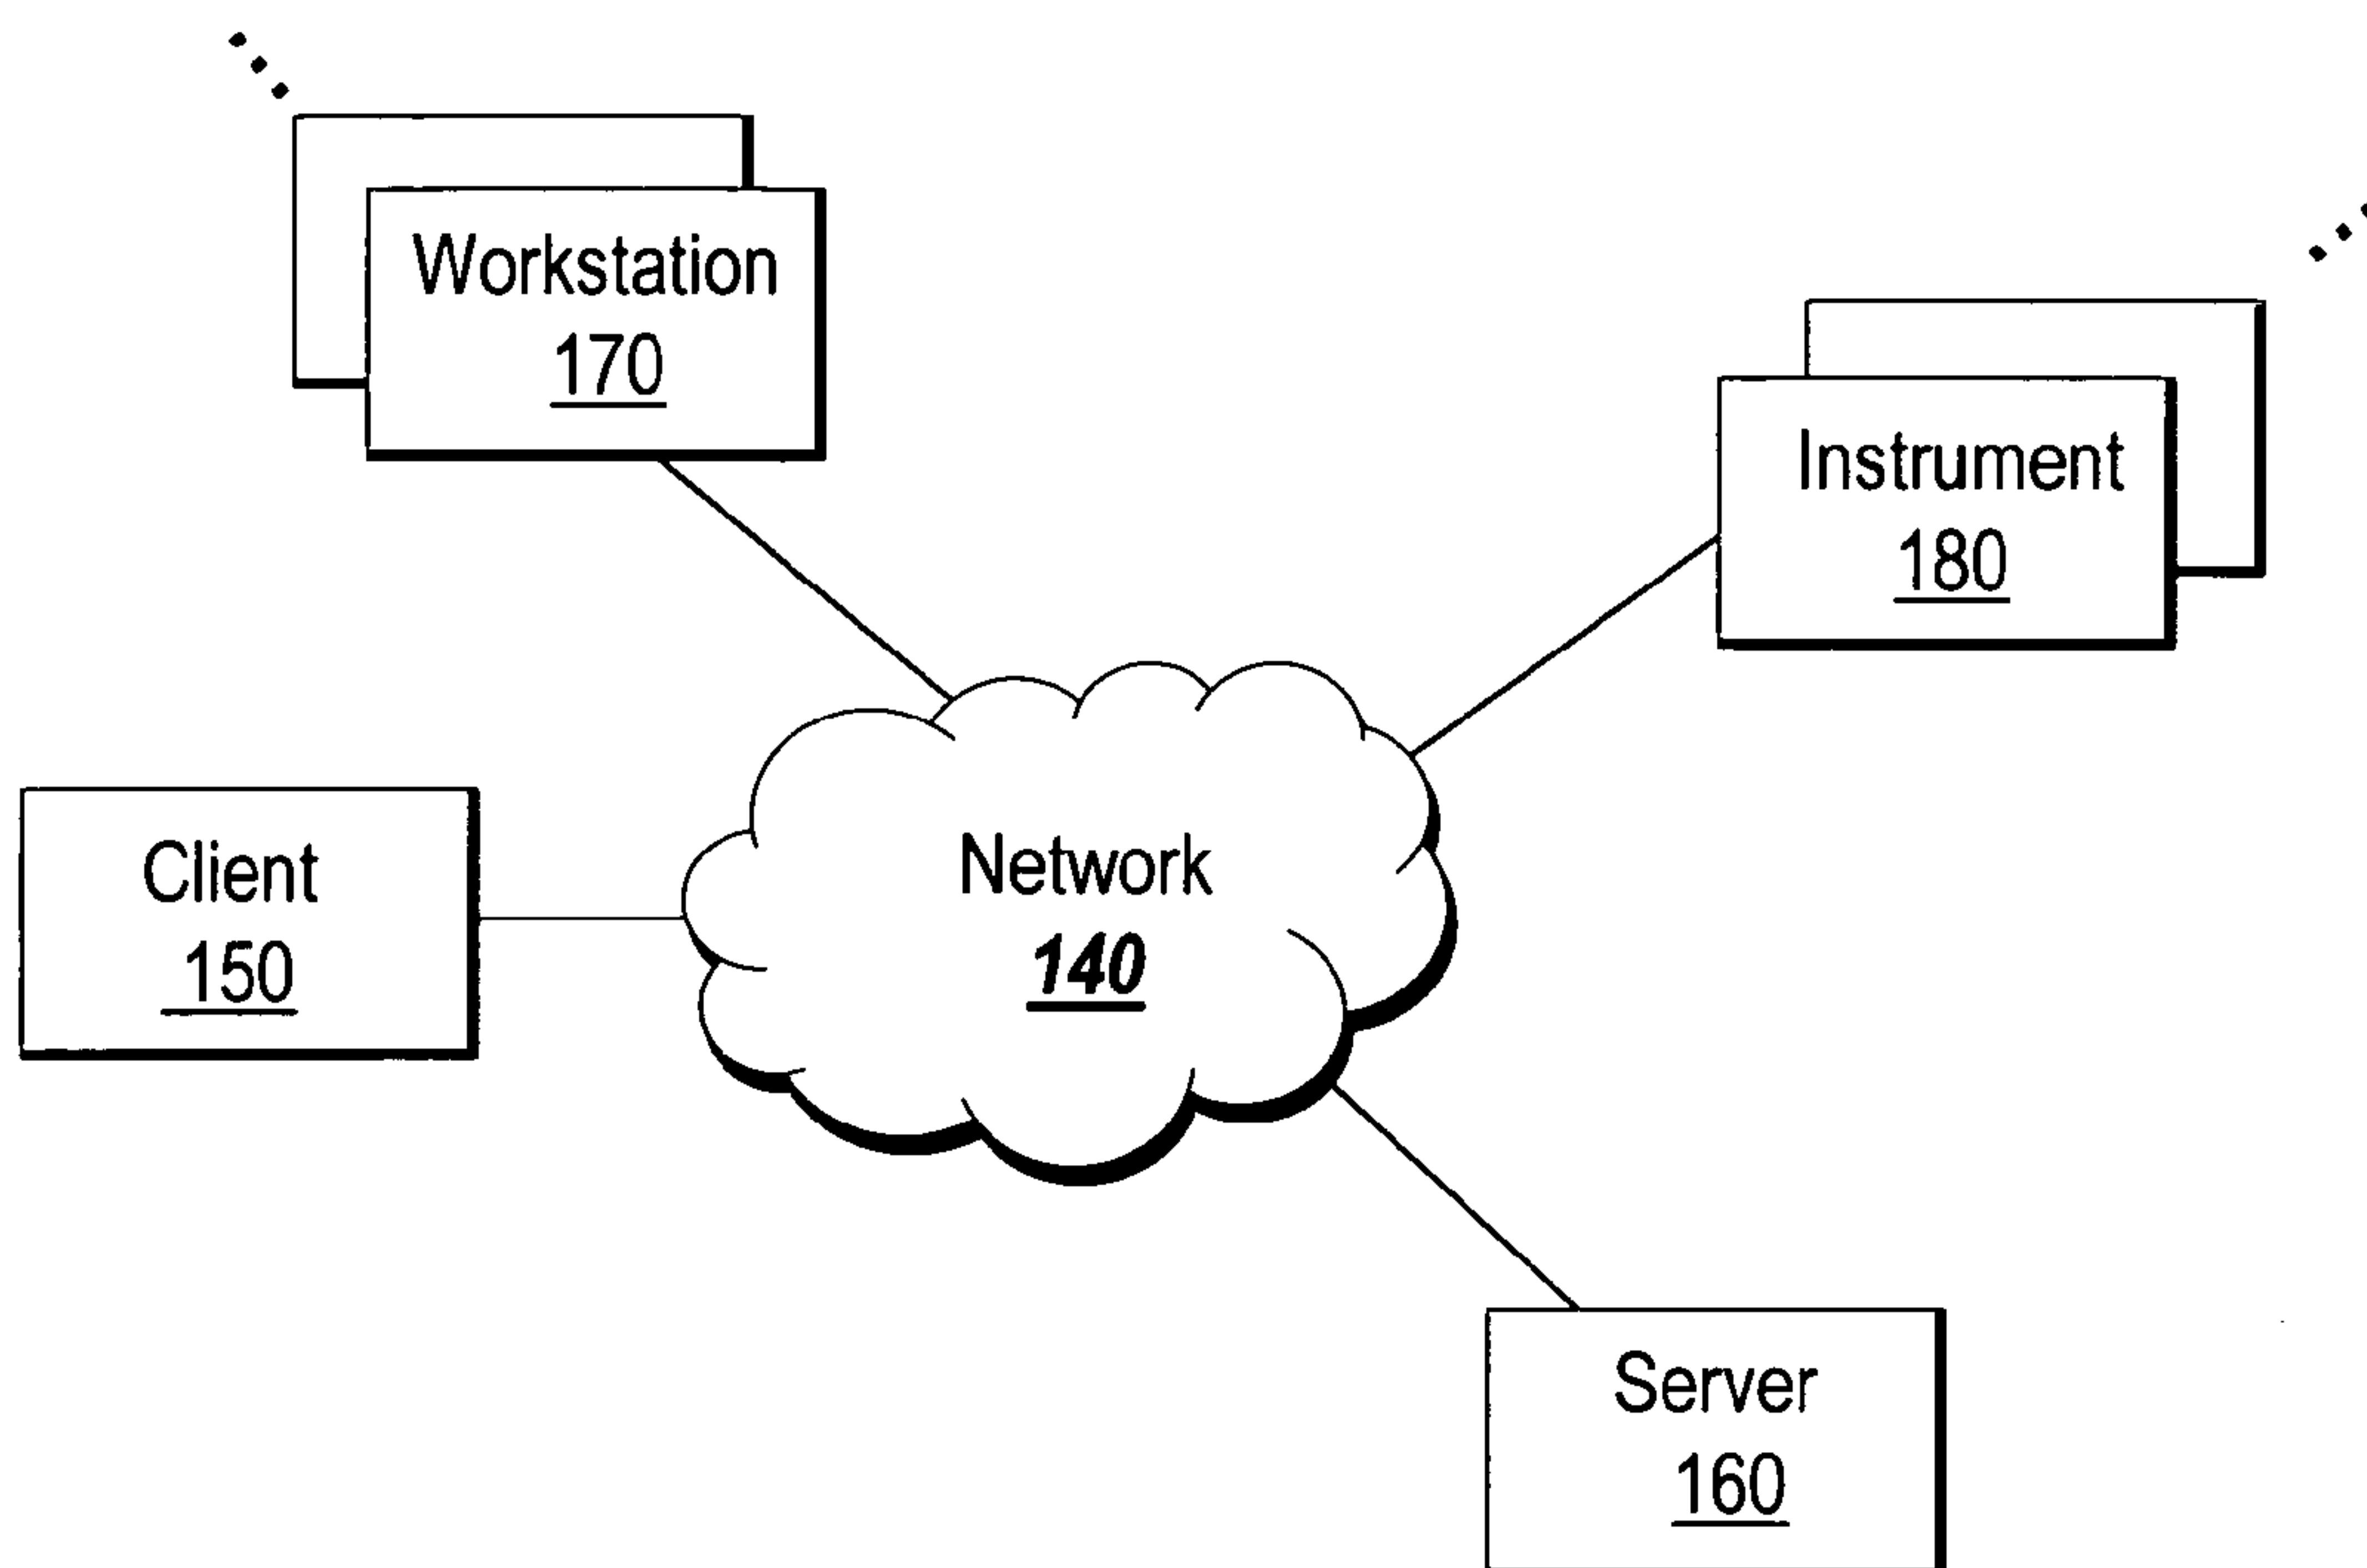 Workstation
170
Instrument
180
Client
150
Network
140
Server
160